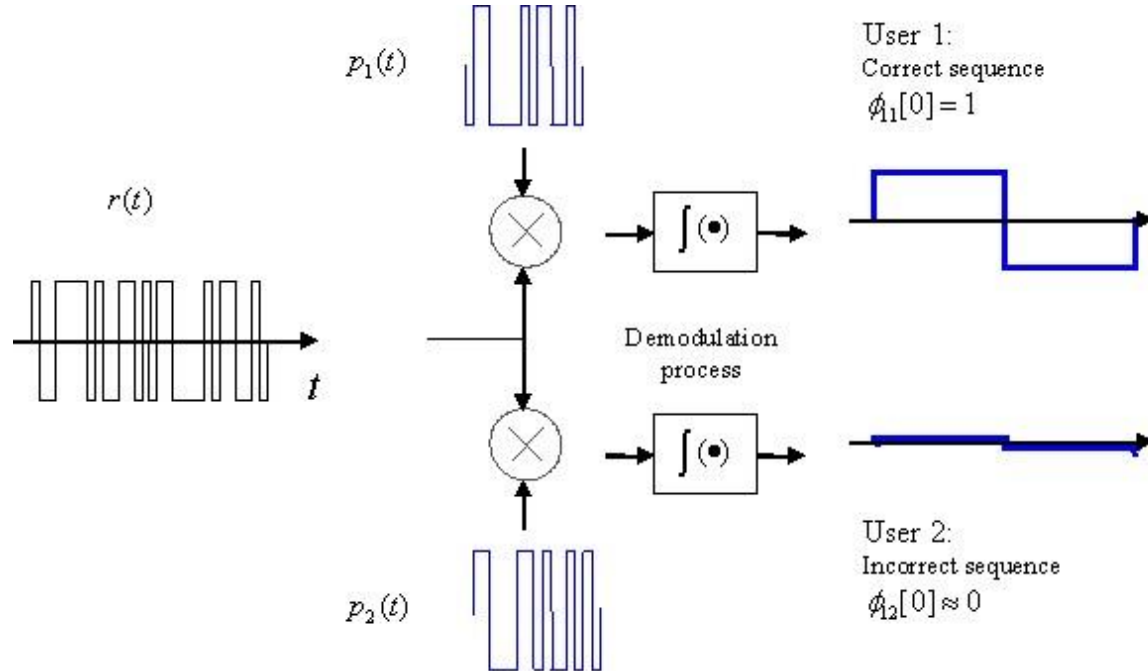 p₁(t)
User 1:
Correct sequence
ϕ₁₁[0] = 1
r(t)
t
∫(•)
Demodulation
process
∫(•)
p₂(t)
User 2:
Incorrect sequence
ϕ₁₂[0] ≈ 0